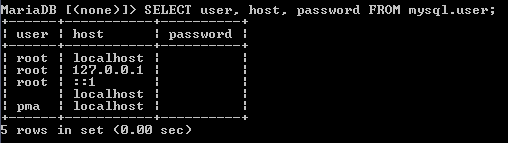 MariaDB [(none)]> SELECT user, host, password FROM mysql.user;
+------+-----------+----------+
| user | host      | password |
+------+-----------+----------+
| root | localhost |          |
| root | 127.0.0.1 |          |
| root | ::1       |          |
|      | localhost |          |
| pma  | localhost |          |
+------+-----------+----------+
5 rows in set (0.00 sec)